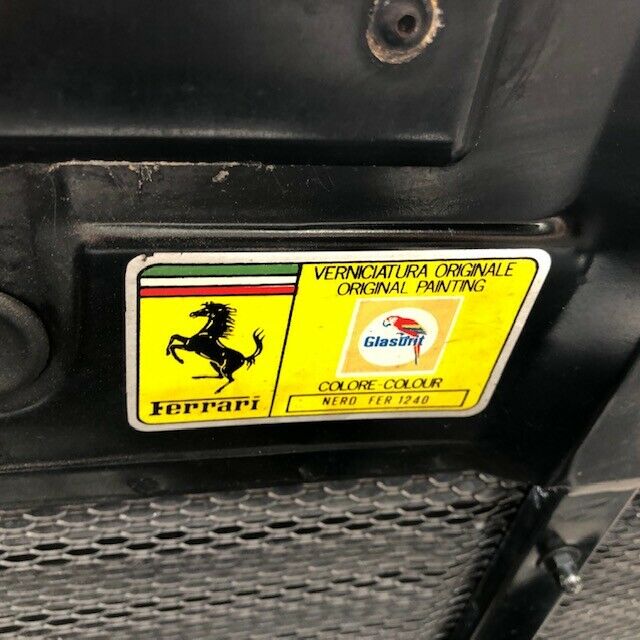 VERNICIATURA ORIGINALE
ORIGINAL PAINTING
Glasurit
COLORE-COLOUR
NERO FER 1240
Ferrari